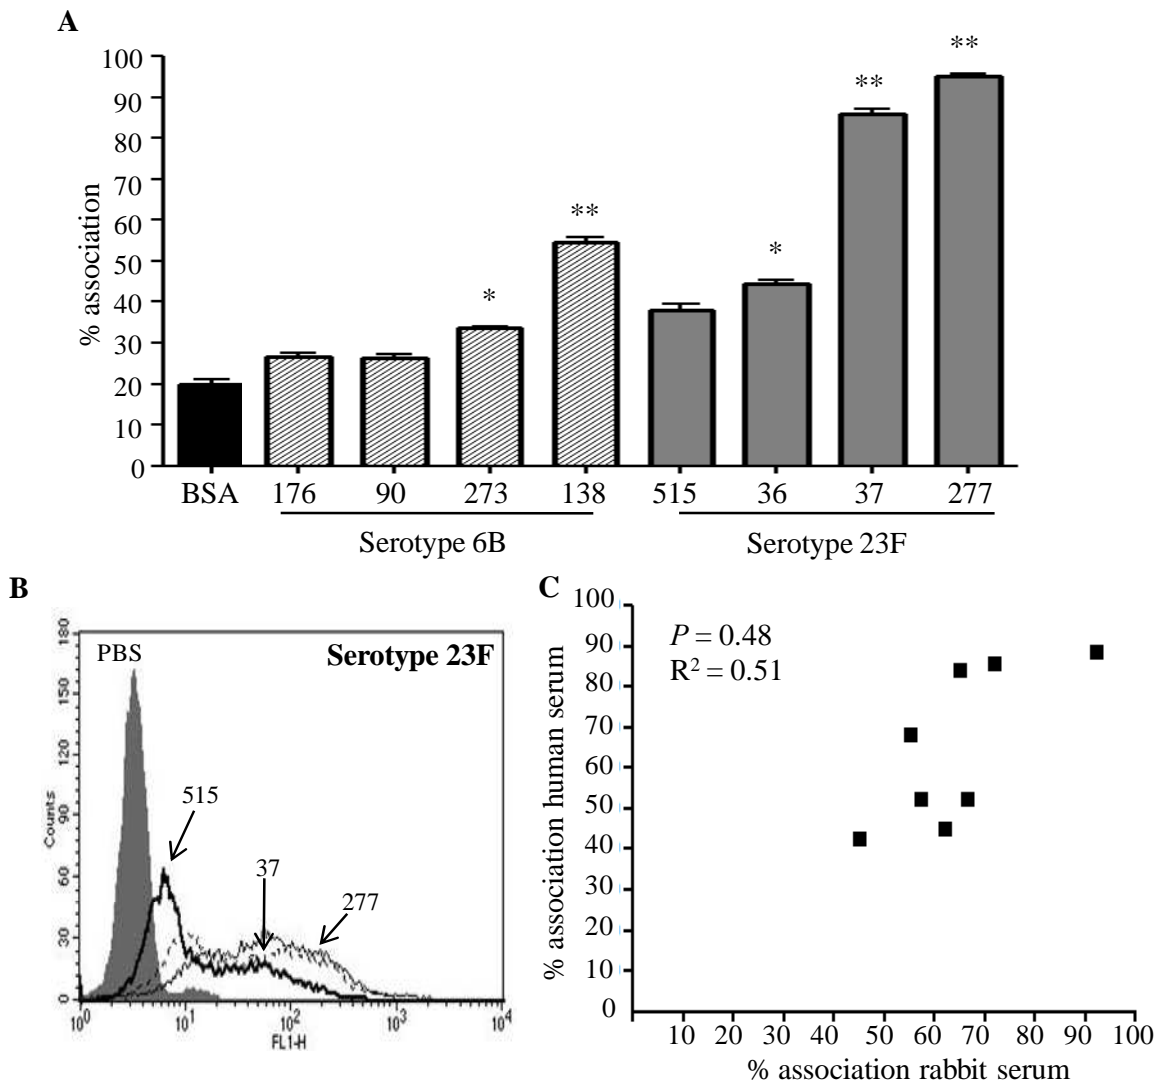 A
100
90
80
70
60
50
40
30
20
10
0
% association
*
**
*
**
**
BSA 176 90 273 138 515 36 37 277
Serotype 6B Serotype 23F
B
180
150
120
90
60
30
0
Counts
PBS
Serotype 23F
515
37
277
10⁰ 10¹ 10² 10³ 10⁴
FL1-H
C
100
90
80
70
60
50
40
30
20
10
0
% association human serum
P = 0.48
R² = 0.51
10 20 30 40 50 60 70 80 90 100
% association rabbit serum